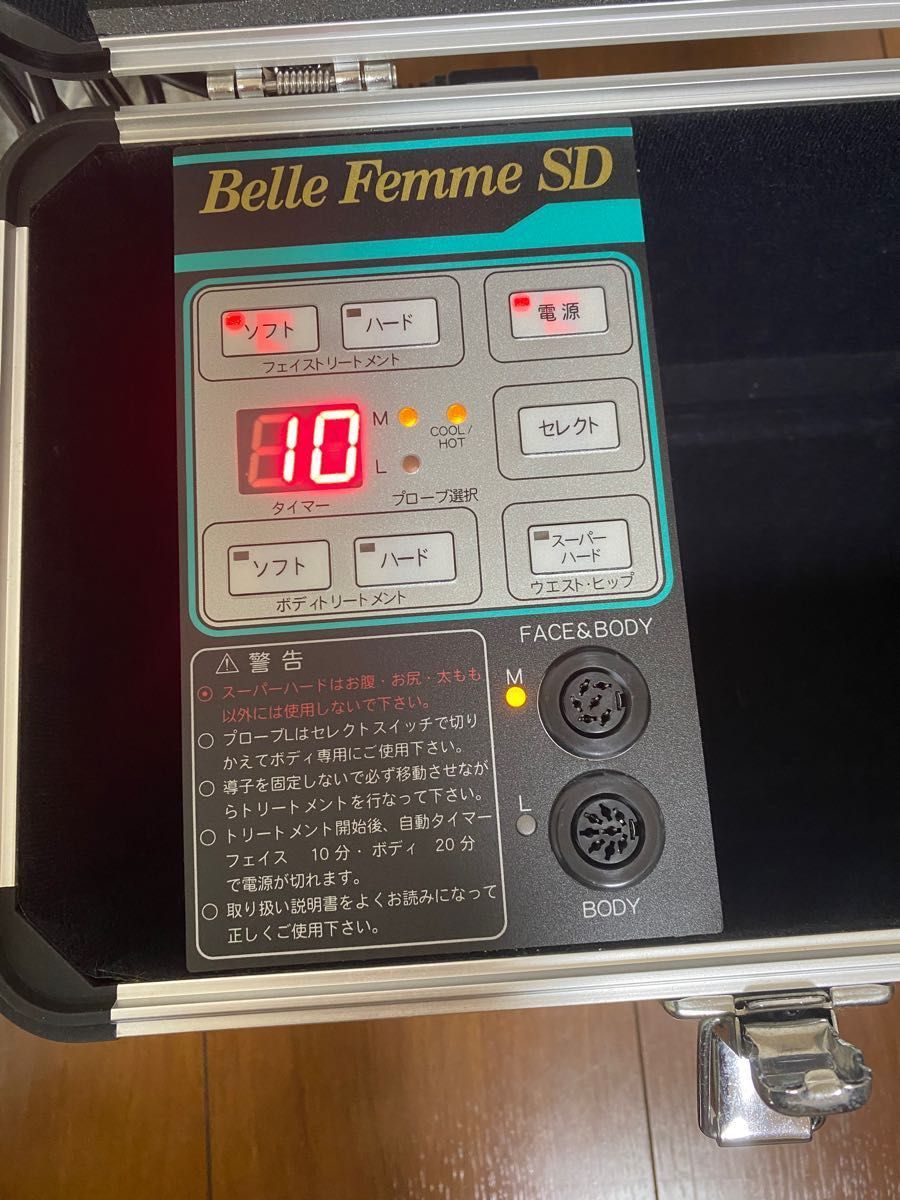 Belle Femme SD
ソフト
ハード
フェイストリートメント
電源
10
タイマー
M
L
COOL/
HOT
プローブ選択
セレクト
ソフト
ハード
ボディトリートメント
スーパー
ハード
ウエスト・ヒップ
⚠ 警告
◉ スーパーハードはお腹・お尻・太もも
以外には使用しないで下さい。
○ プローブLはセレクトスイッチで切り
かえてボディ専用にご使用下さい。
○ 導子を固定しないで必ず移動させなが
らトリートメントを行なって下さい。
○ トリートメント開始後、自動タイマー
フェイス 10分・ボディ 20分
で電源が切れます。
○ 取り扱い説明書をよくお読みになって
正しくご使用下さい。
FACE&BODY
M
L
BODY